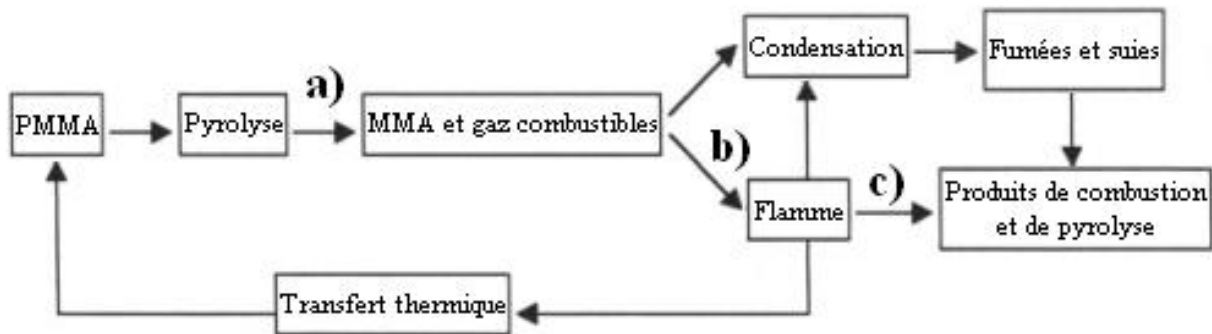 PMMA
Pyrolyse
a)
MMA et gaz combustibles
Condensation
Fumées et suies
b)
Flamme
c)
Produits de combustion
et de pyrolyse
Transfert thermique